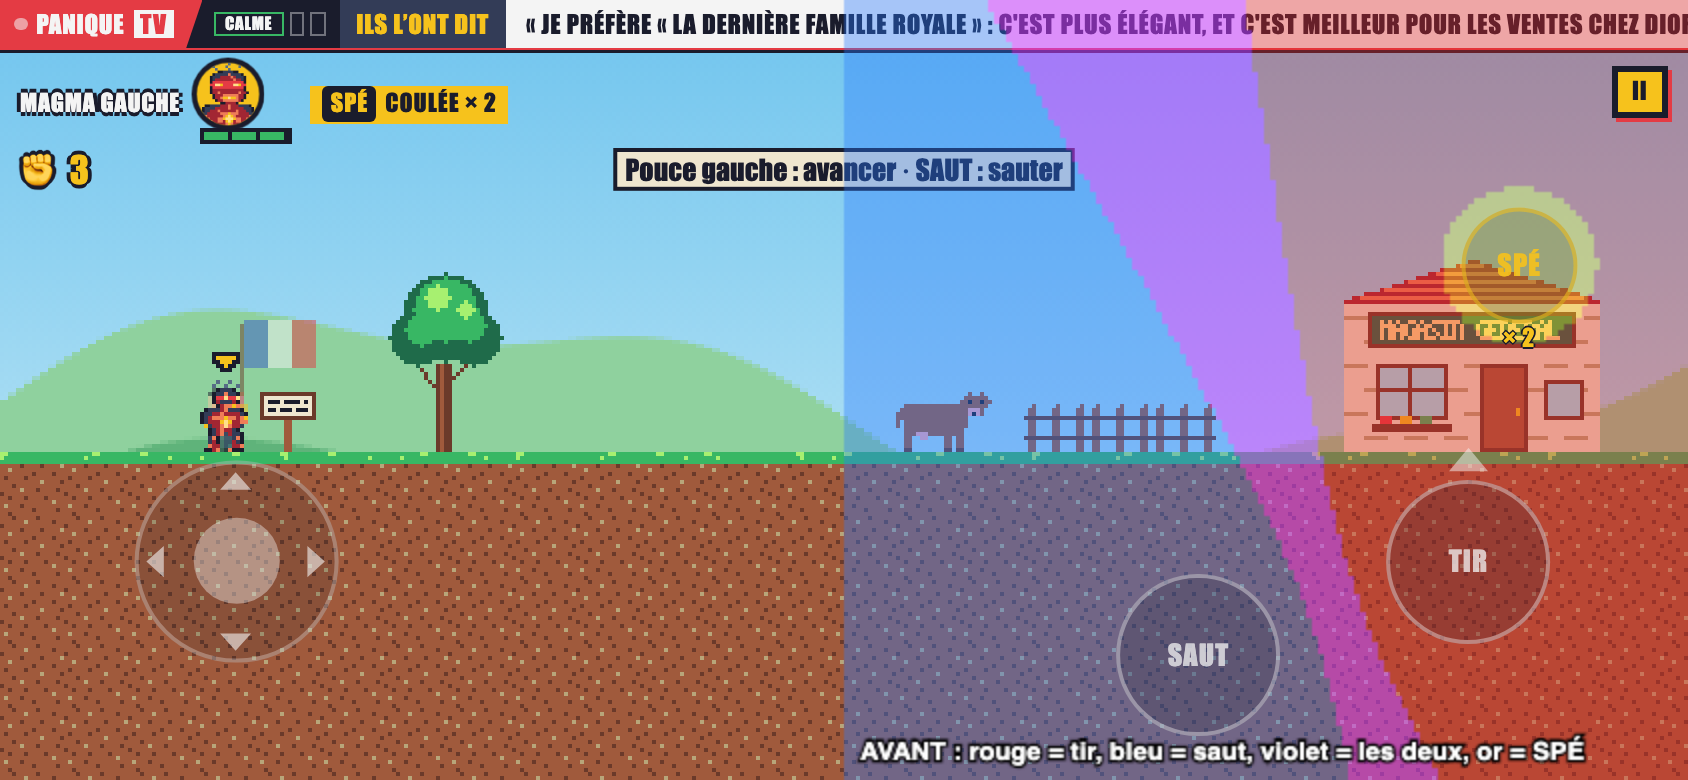 PANIQUE TV
CALME
ILS L'ONT DIT
« JE PRÉFÈRE « LA DERNIÈRE FAMILLE ROYALE » : C'EST PLUS ÉLÉGANT, ET C'EST MEILLEUR POUR LES VENTES CHEZ DIOR
MAGMA GAUCHE
SPÉ COULÉE × 2
3
Pouce gauche : avancer · SAUT : sauter
SPÉ
× 2
MAGASIN
TIR
SAUT
AVANT : rouge = tir, bleu = saut, violet = les deux, or = SPÉ